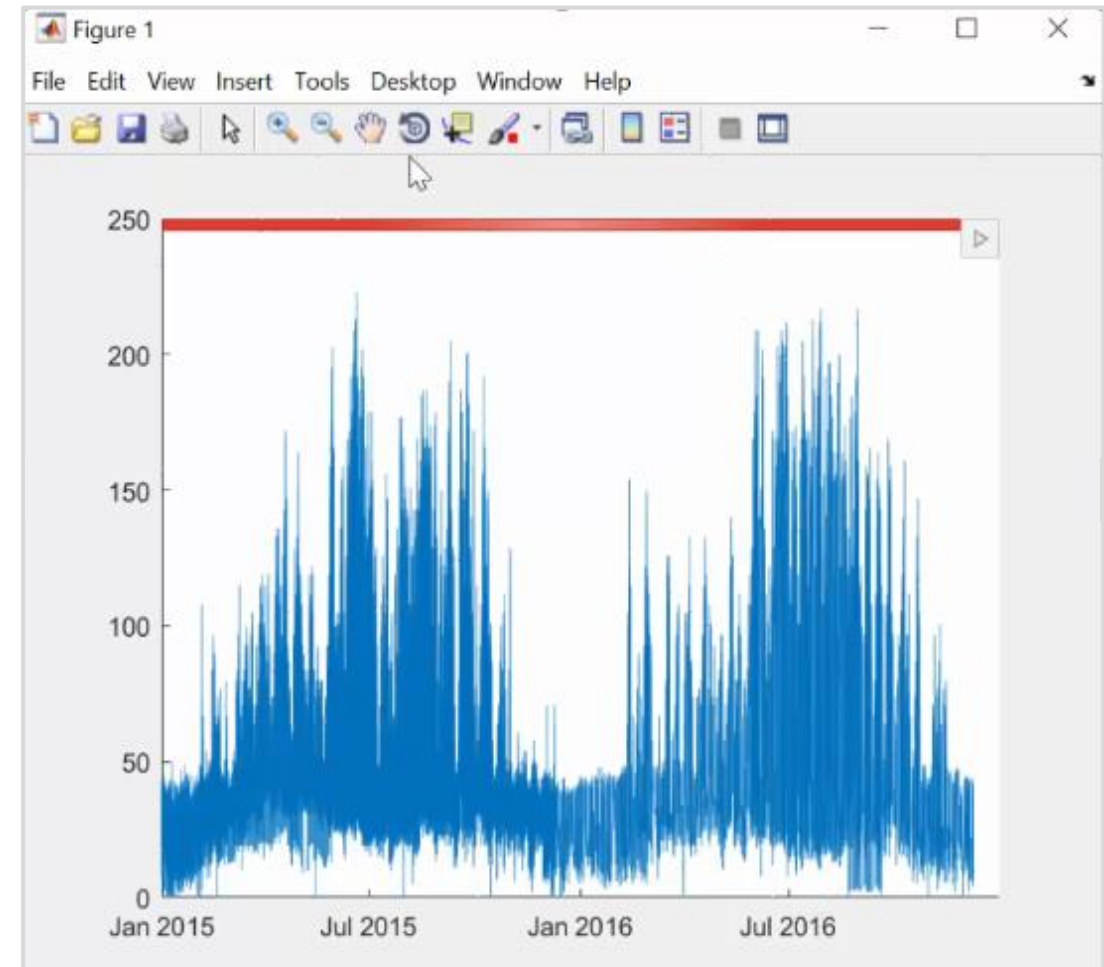 Figure 1
File Edit View Insert Tools Desktop Window Help
250
200
150
100
50
0
Jan 2015 Jul 2015 Jan 2016 Jul 2016